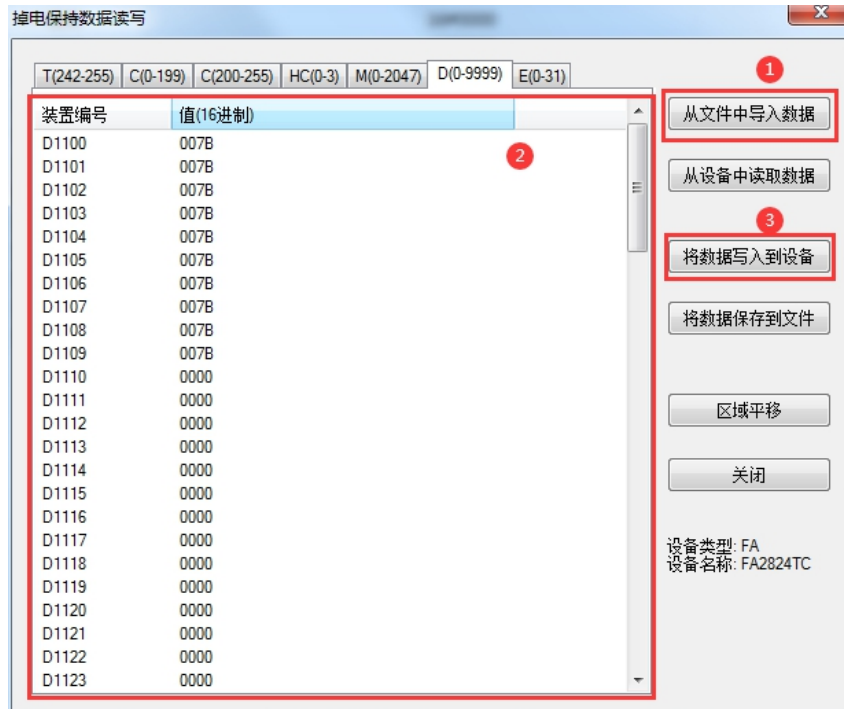 掉电保持数据读写
X
T(242-255) C(0-199) C(200-255) HC(0-3) M(0-2047) D(0-9999) E(0-31)
1
从文件中导入数据
装置编号 值(16进制)
2
D1100 007B
D1101 007B
D1102 007B
D1103 007B
D1104 007B
D1105 007B
D1106 007B
D1107 007B
D1108 007B
D1109 007B
D1110 0000
D1111 0000
D1112 0000
D1113 0000
D1114 0000
D1115 0000
D1116 0000
D1117 0000
D1118 0000
D1119 0000
D1120 0000
D1121 0000
D1122 0000
D1123 0000
从设备中读取数据
3
将数据写入到设备
将数据保存到文件
区域平移
关闭
设备类型: FA
设备名称: FA2824TC